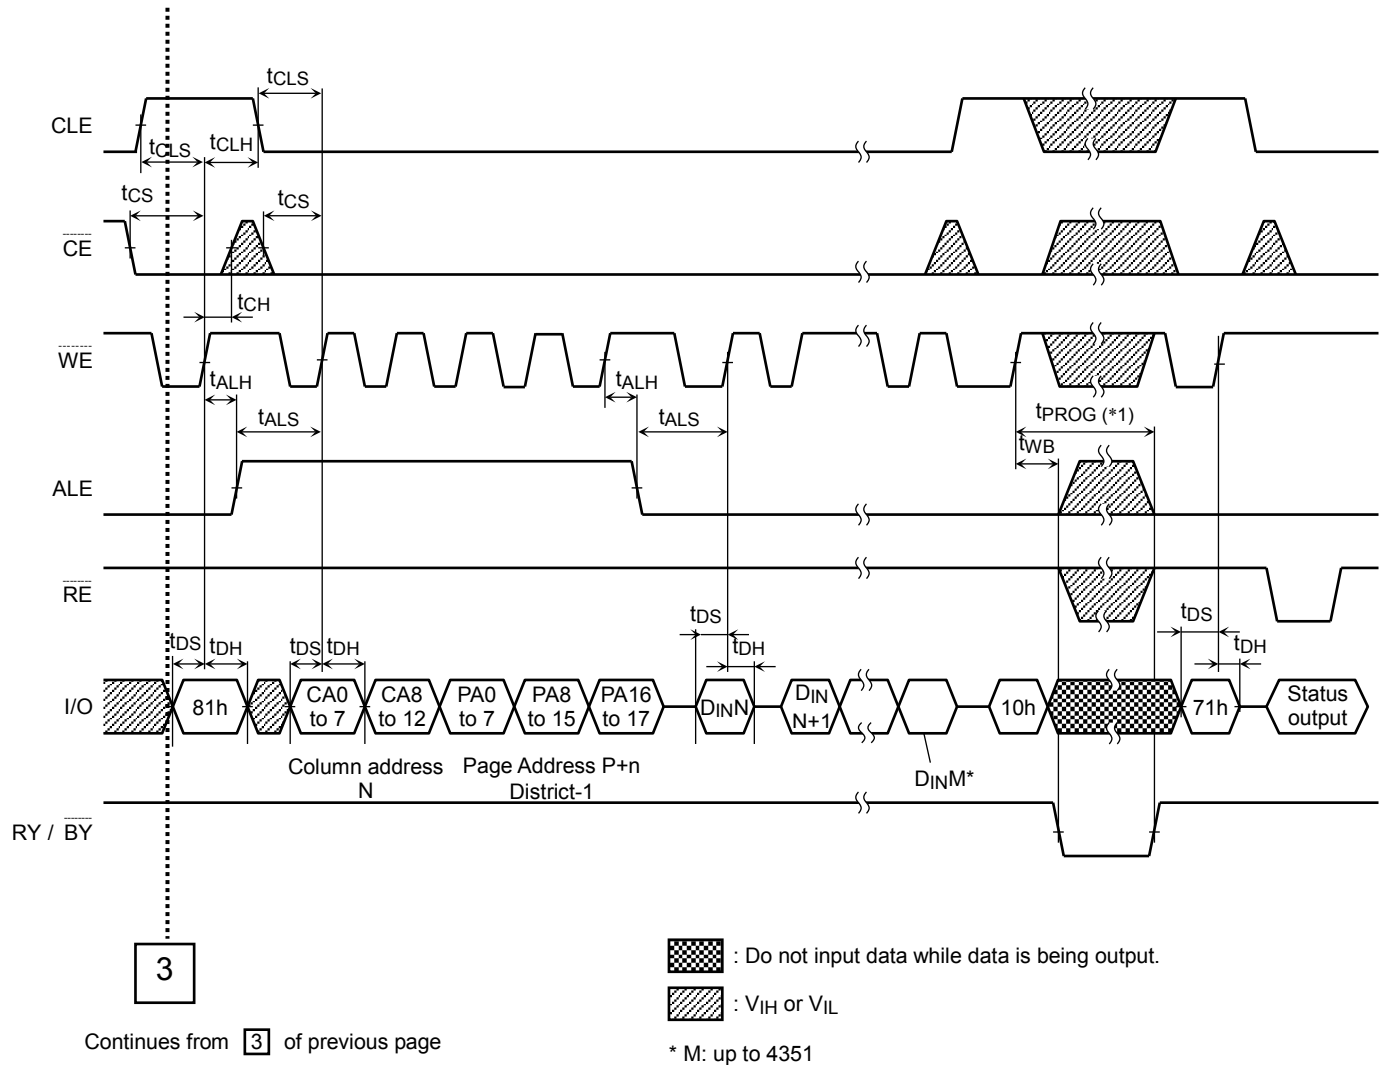 tCLS
CLE
tCLS tCLH
tCS tCS
CE
tCH
WE
tALH tALH
tALS tALS
tPROG (*1)
tWB
ALE
RE
tDS tDH tDS tDH tDS tDH tDS tDH
I/O
81h
CA0 to 7
CA8 to 12
PA0 to 7
PA8 to 15
PA16 to 17
DINN
DIN N+1
10h
71h
Status output
Column address N
Page Address P+n District-1
DINM*
RY / BY
3
: Do not input data while data is being output.
: VIH or VIL
Continues from 3 of previous page
* M: up to 4351